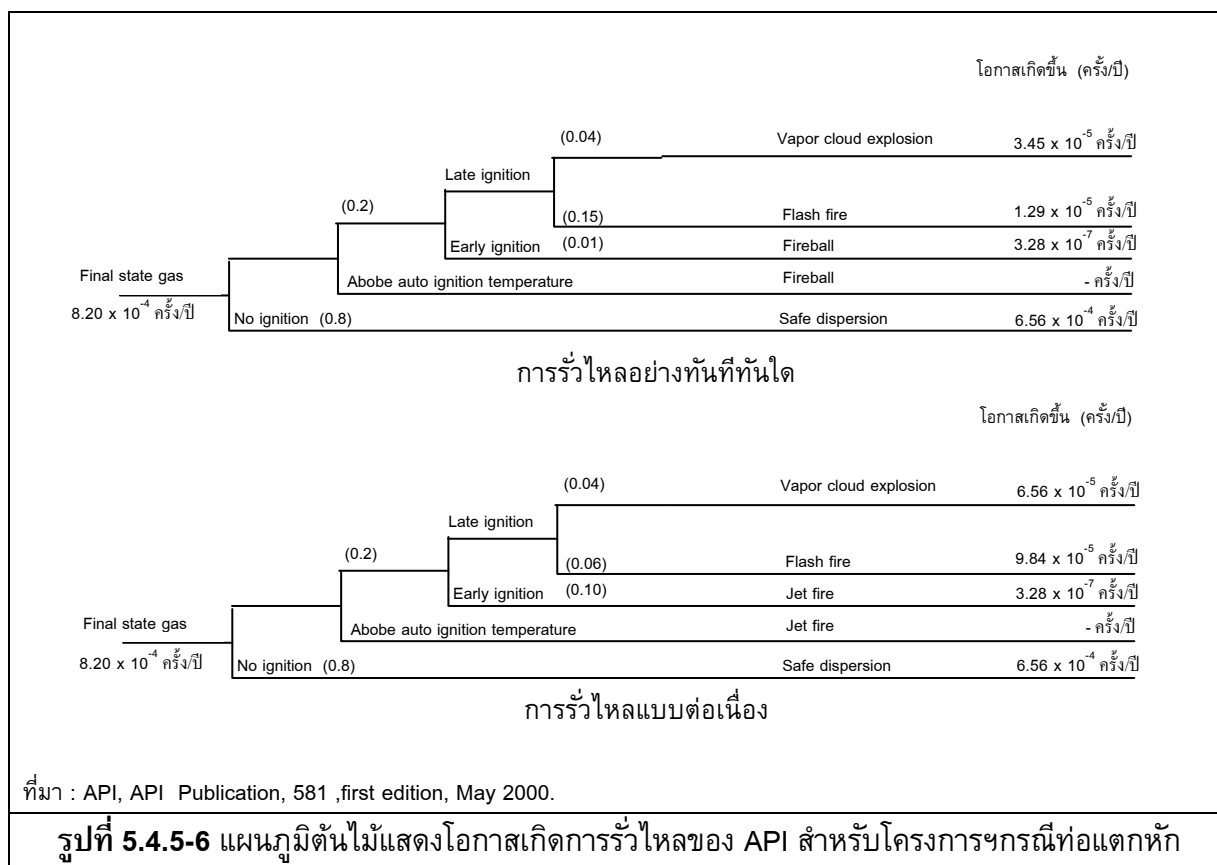 โอกาสเกิดขึ้น (ครั้ง/ปี)
(0.04) Vapor cloud explosion 3.45 x 10⁻⁵ ครั้ง/ปี
Late ignition
(0.2) (0.15) Flash fire 1.29 x 10⁻⁵ ครั้ง/ปี
Early ignition (0.01) Fireball 3.28 x 10⁻⁷ ครั้ง/ปี
Final state gas Abobe auto ignition temperature Fireball - ครั้ง/ปี
8.20 x 10⁻⁴ ครั้ง/ปี No ignition (0.8) Safe dispersion 6.56 x 10⁻⁴ ครั้ง/ปี
การรั่วไหลอย่างทันทีทันใด
โอกาสเกิดขึ้น (ครั้ง/ปี)
(0.04) Vapor cloud explosion 6.56 x 10⁻⁵ ครั้ง/ปี
Late ignition
(0.2) (0.06) Flash fire 9.84 x 10⁻⁵ ครั้ง/ปี
Early ignition (0.10) Jet fire 3.28 x 10⁻⁷ ครั้ง/ปี
Final state gas Abobe auto ignition temperature Jet fire - ครั้ง/ปี
8.20 x 10⁻⁴ ครั้ง/ปี No ignition (0.8) Safe dispersion 6.56 x 10⁻⁴ ครั้ง/ปี
การรั่วไหลแบบต่อเนื่อง
ที่มา : API, API Publication, 581 ,first edition, May 2000.
รูปที่ 5.4.5-6 แผนภูมิต้นไม้แสดงโอกาสเกิดการรั่วไหลของ API สำหรับโครงการฯกรณีท่อแตกหัก